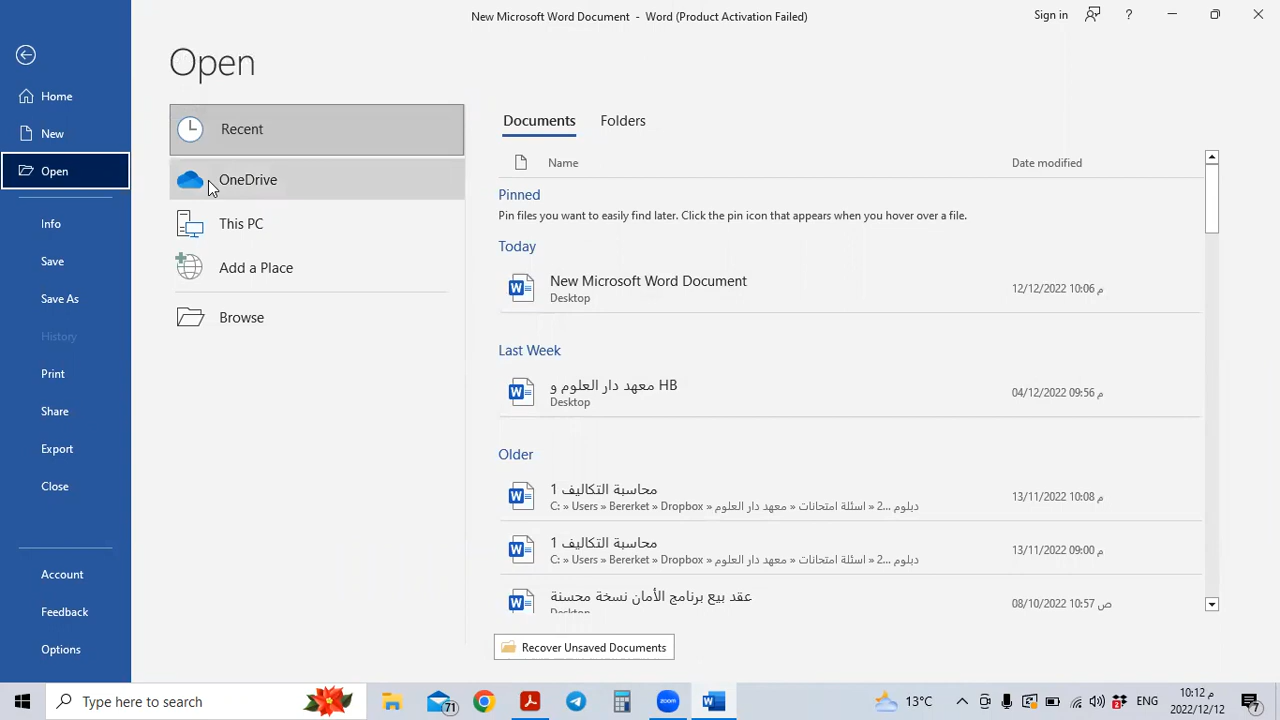 New Microsoft Word Document - Word (Product Activation Failed)
Sign in
?
Open
Home
New
Open
Info
Save
Save As
History
Print
Share
Export
Close
Account
Feedback
Options
Recent
OneDrive
This PC
Add a Place
Browse
Documents
Folders
Name
Date modified
Pinned
Pin files you want to easily find later. Click the pin icon that appears when you hover over a file.
Today
New Microsoft Word Document
Desktop
12/12/2022 10:06 م
Last Week
معهد دار العلوم و HB
Desktop
04/12/2022 09:56 م
Older
محاسبة التكاليف 1
C: » Users » Bererket » Dropbox » معهد دار العلوم » اسئلة امتحانات » دبلوم ...2
13/11/2022 10:08 م
محاسبة التكاليف 1
C: » Users » Bererket » Dropbox » معهد دار العلوم » اسئلة امتحانات » دبلوم ...2
13/11/2022 09:00 م
عقد بيع برنامج الأمان نسخة محسنة
Desktop
08/10/2022 10:57 ص
Recover Unsaved Documents
Type here to search
71
zoom
13°C
ENG
10:12 م
2022/12/12
7